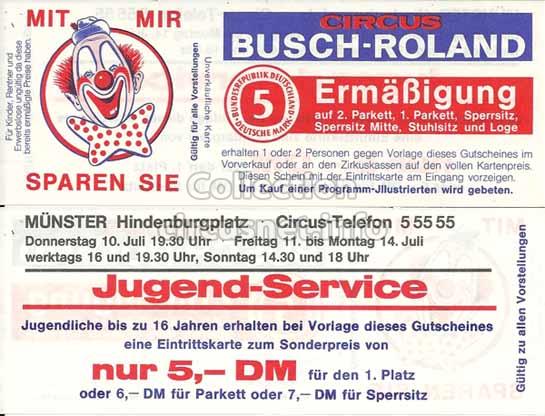 MIT MIR
SPAREN SIE
Für Kinder, Rentner und
Erwerbslose ungültig da diese
bereits ermäßigte Preise haben.
Gültig für alle Vorstellungen
Unverkäufliche Karte
CIRCUS
BUSCH-ROLAND
BUNDESREPUBLIK DEUTSCHLAND
5
DEUTSCHE MARK
Ermäßigung
auf 2. Parkett, 1. Parkett, Sperrsitz,
Sperrsitz Mitte, Stuhlsitz und Loge
erhalten 1 oder 2 Personen gegen Vorlage dieses Gutscheines im
Vorverkauf oder an den Zirkuskassen auf den vollen Kartenpreis.
Diesen Schein mit der Eintrittskarte am Eingang vorzeigen.
Um Kauf einer Programm-Jllustrierten wird gebeten.
Collection
circusnet.info
MÜNSTER Hindenburgplatz · Circus-Telefon 5 55 55
Donnerstag 10. Juli 19.30 Uhr Freitag 11. bis Montag 14. Juli
werktags 16 und 19.30 Uhr, Sonntag 14.30 und 18 Uhr
Jugend-Service
Jugendliche bis zu 16 Jahren erhalten bei Vorlage dieses Gutscheines
eine Eintrittskarte zum Sonderpreis von
nur 5,– DM für den 1. Platz
oder 6,– DM für Parkett oder 7,– DM für Sperrsitz
Gültig zu allen Vorstellungen